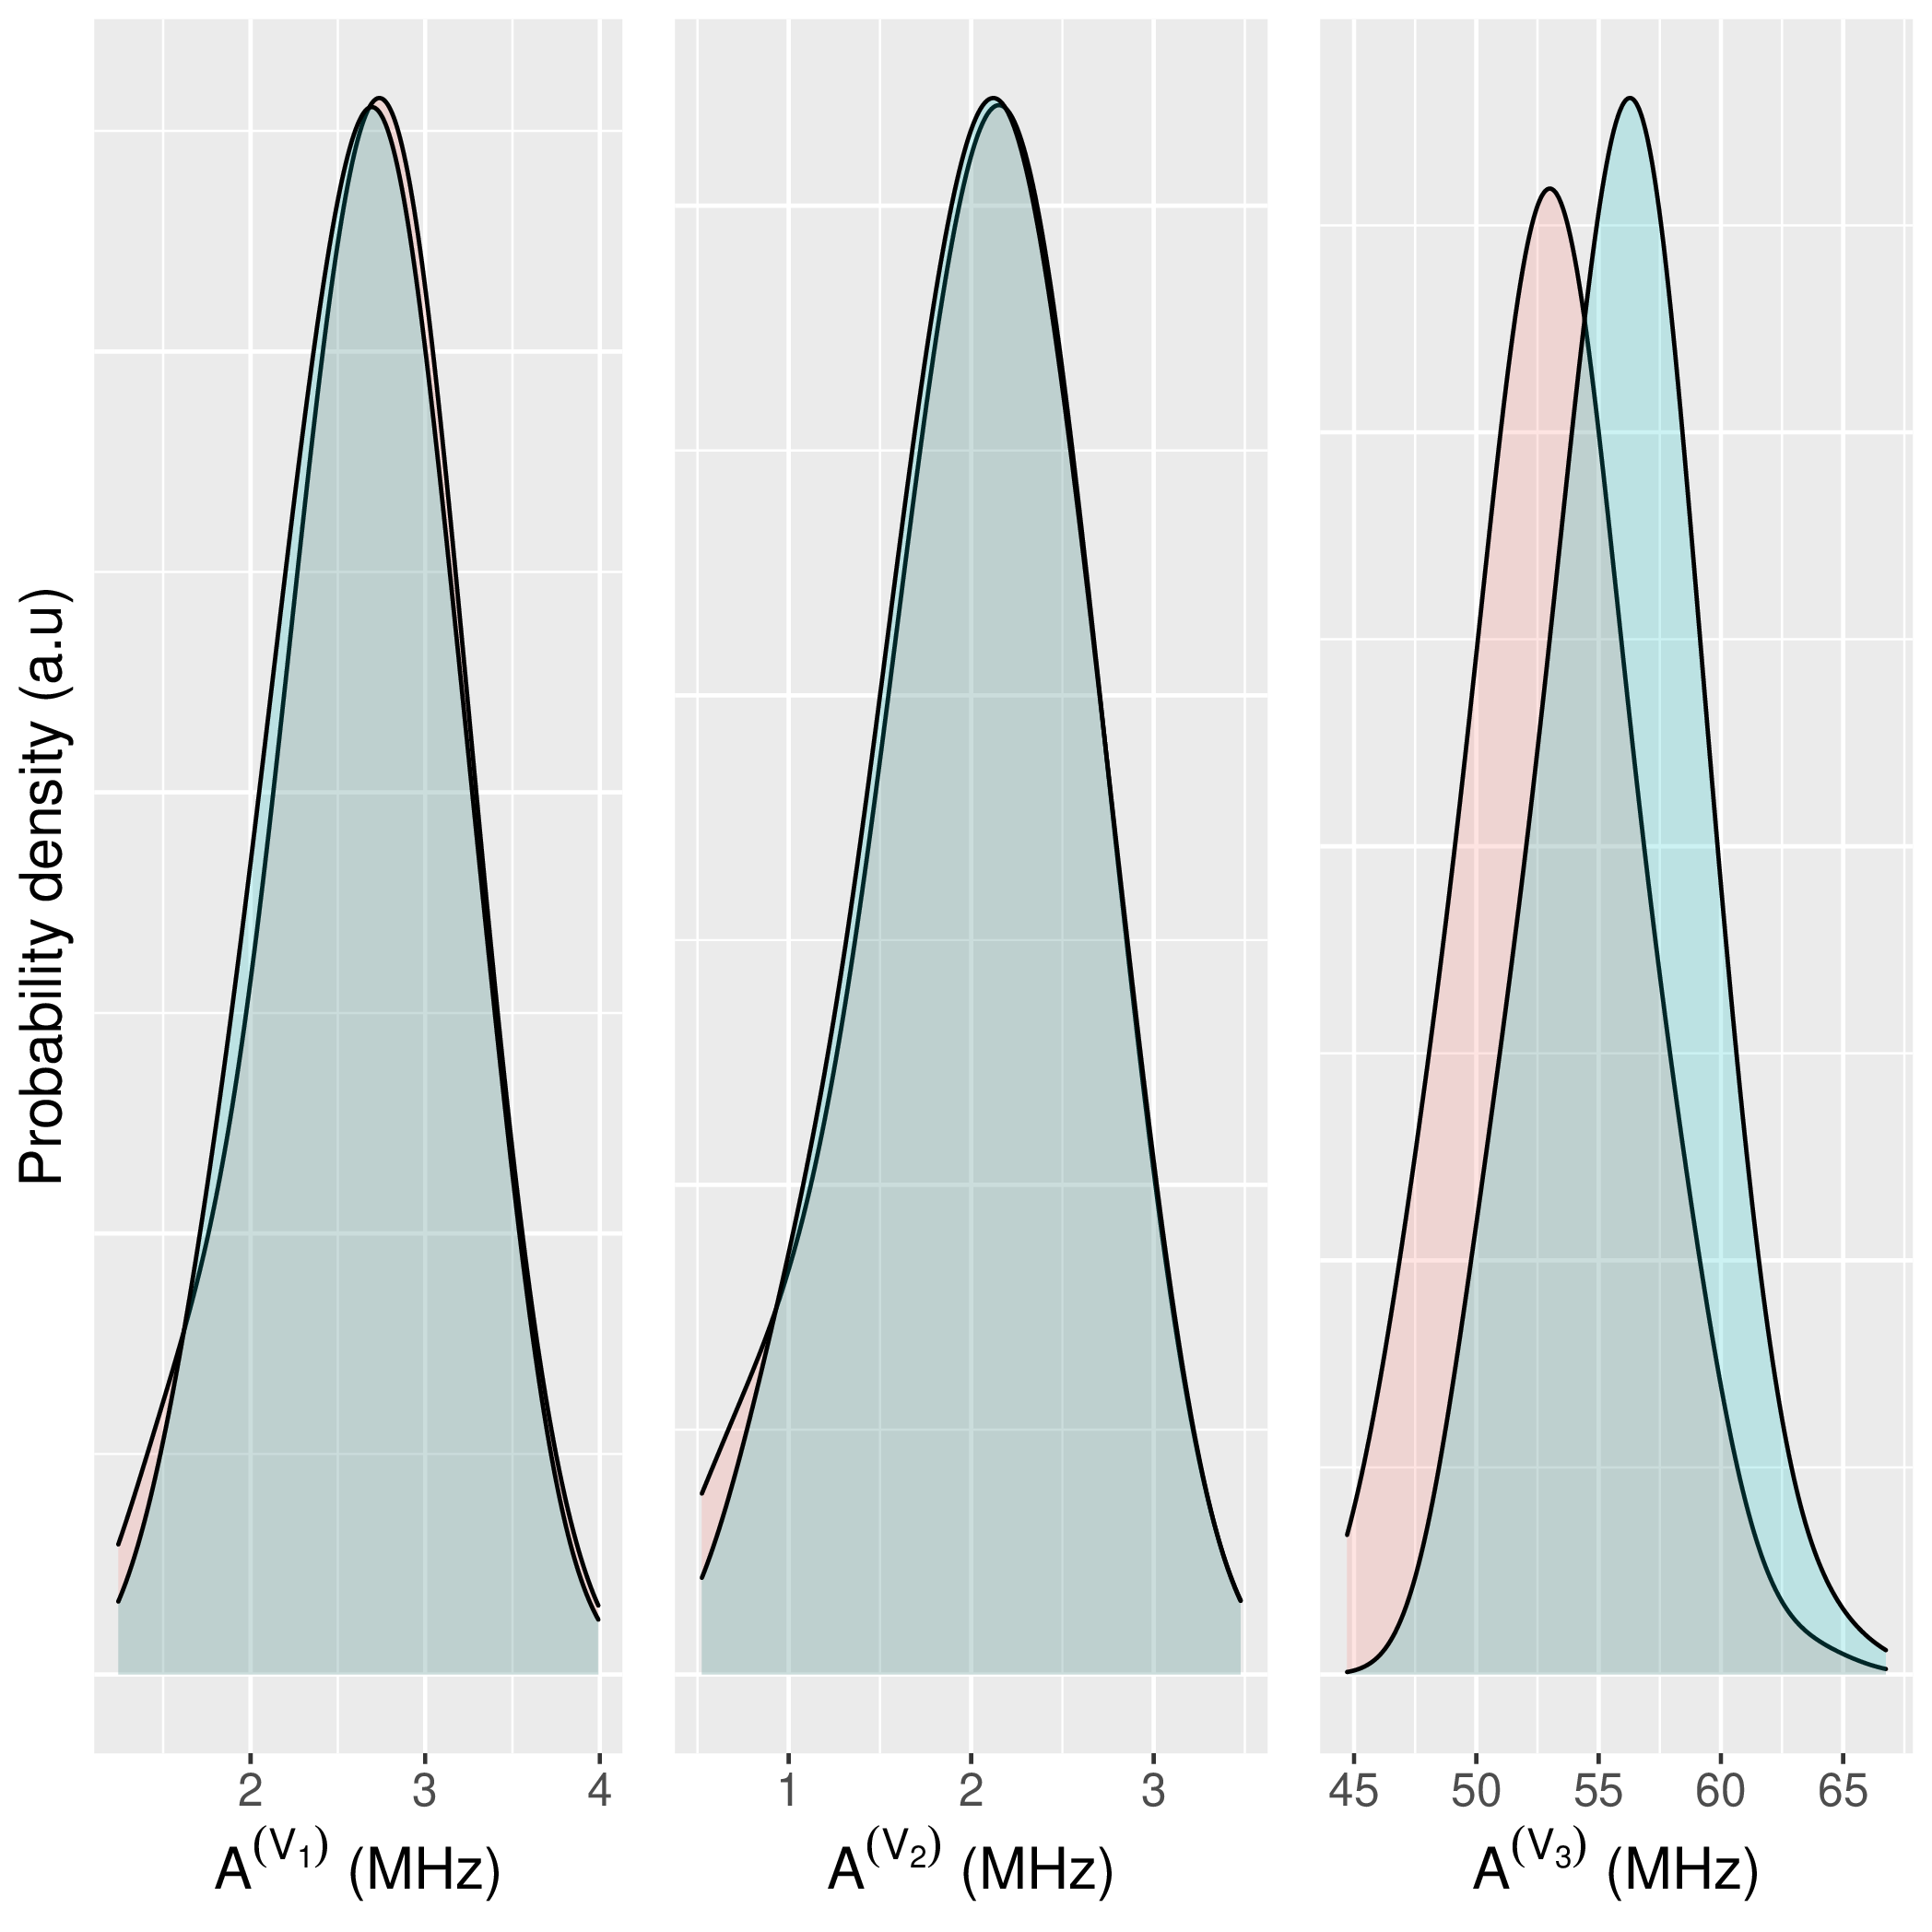 Probability density (a.u)
2 3 4
1 2 3
45 50 55 60 65
A(V1) (MHz)
A(V2) (MHz)
A(V3) (MHz)